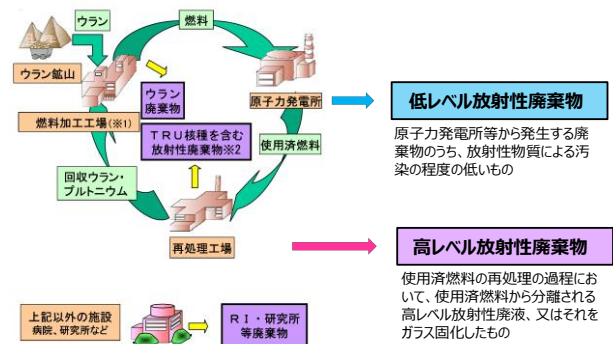 ウラン
燃料
ウラン鉱山
ウラン
廃棄物
原子力発電所
低レベル放射性廃棄物
燃料加工工場(※1)
TRU核種を含む
放射性廃棄物※2
使用済燃料
原子力発電所等から発生する廃
棄物のうち、放射性物質による汚
染の程度の低いもの
回収ウラン・
プルトニウム
再処理工場
高レベル放射性廃棄物
使用済燃料の再処理の過程にお
いて、使用済燃料から分離される
高レベル放射性廃液、又はそれを
ガラス固化したもの
上記以外の施設
病院、研究所など
RI・研究所
等廃棄物